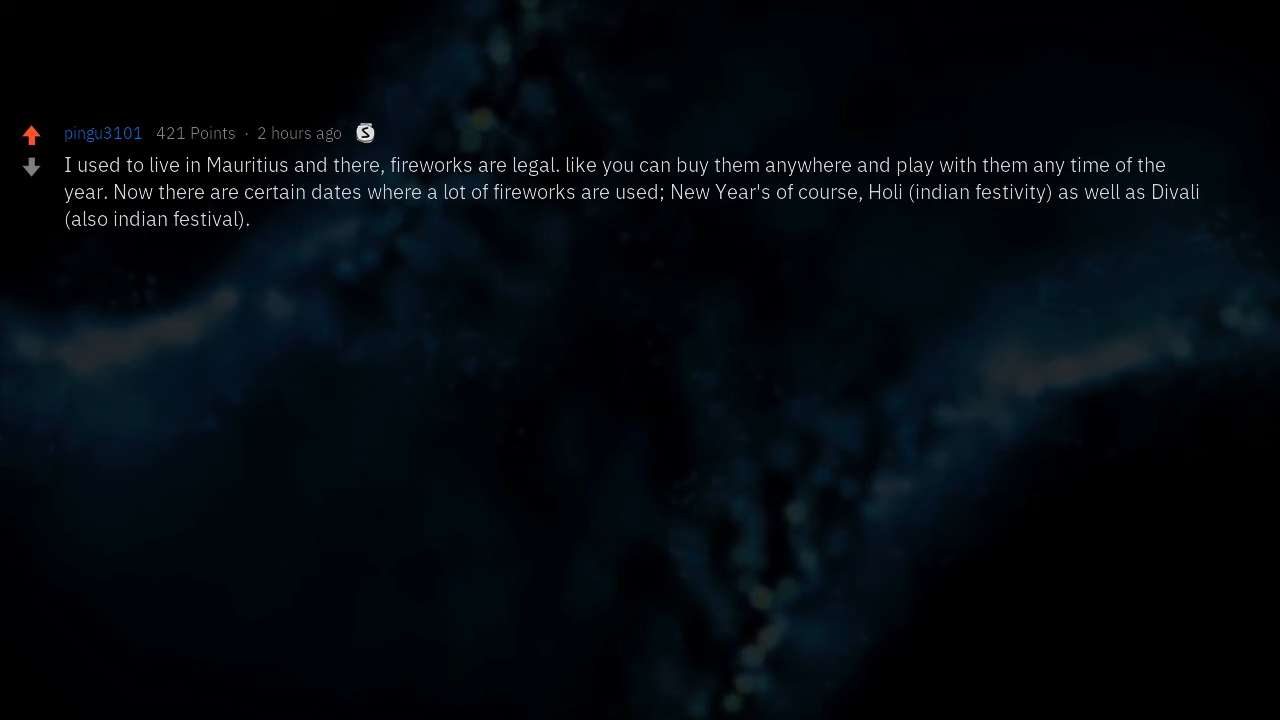 pingu3101 421 Points · 2 hours ago S
I used to live in Mauritius and there, fireworks are legal. like you can buy them anywhere and play with them any time of the
year. Now there are certain dates where a lot of fireworks are used; New Year's of course, Holi (indian festivity) as well as Divali
(also indian festival).